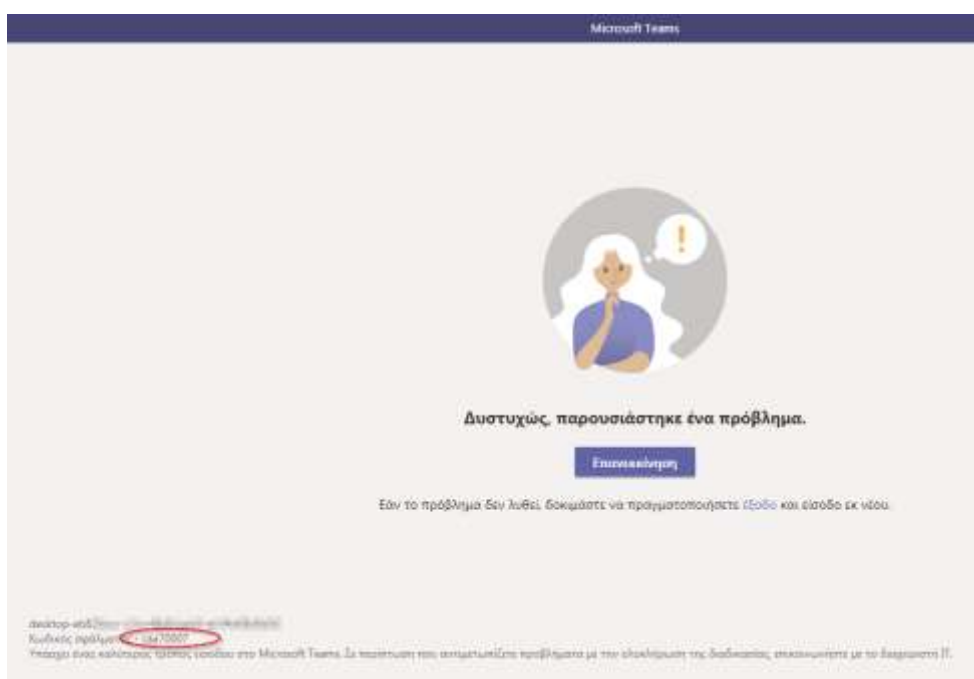 Microsoft Teams
!
Δυστυχώς, παρουσιάστηκε ένα πρόβλημα.
Επανεκκίνηση
Εάν το πρόβλημα δεν λυθεί, δοκιμάστε να πραγματοποιήσετε έξοδο και είσοδο εκ νέου.
Κωδικός σφάλματος - caa70007
Υπάρχει ένας καλύτερος τρόπος εισόδου στο Microsoft Teams. Σε περίπτωση που αντιμετωπίζετε προβλήματα με την ολοκλήρωση της διαδικασίας, επικοινωνήστε με το διαχειριστή IT.